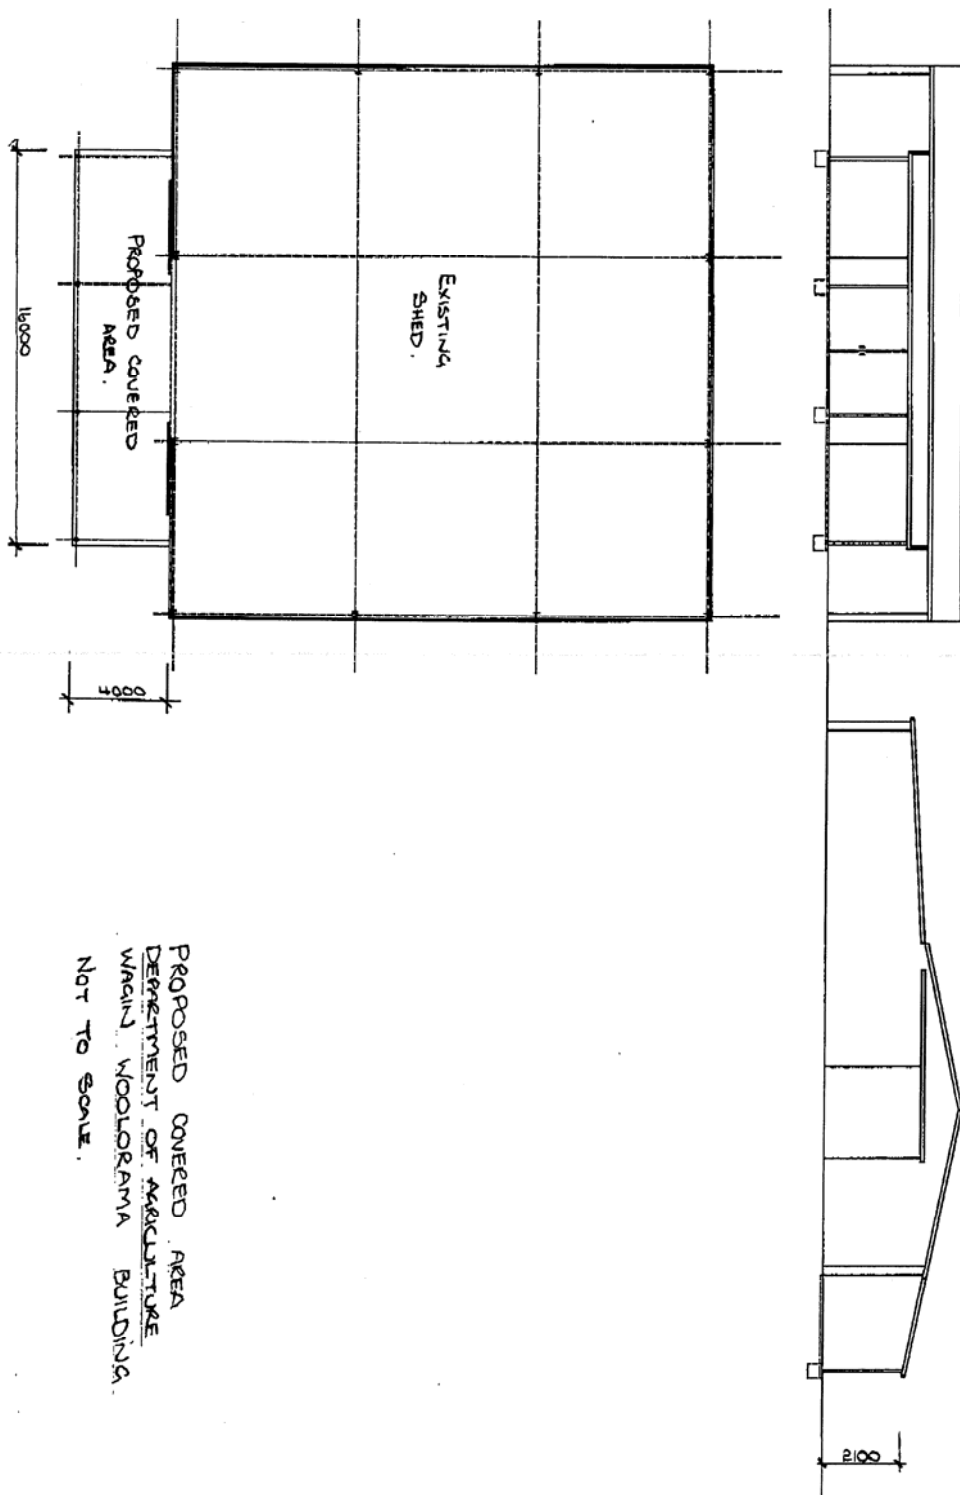 EXISTING
SHED.
PROPOSED COVERED
AREA.
16000
4000
2100
PROPOSED COVERED AREA
DEPARTMENT OF AGRICULTURE
WAGIN WOOLORAMA BUILDING.
NOT TO SCALE.